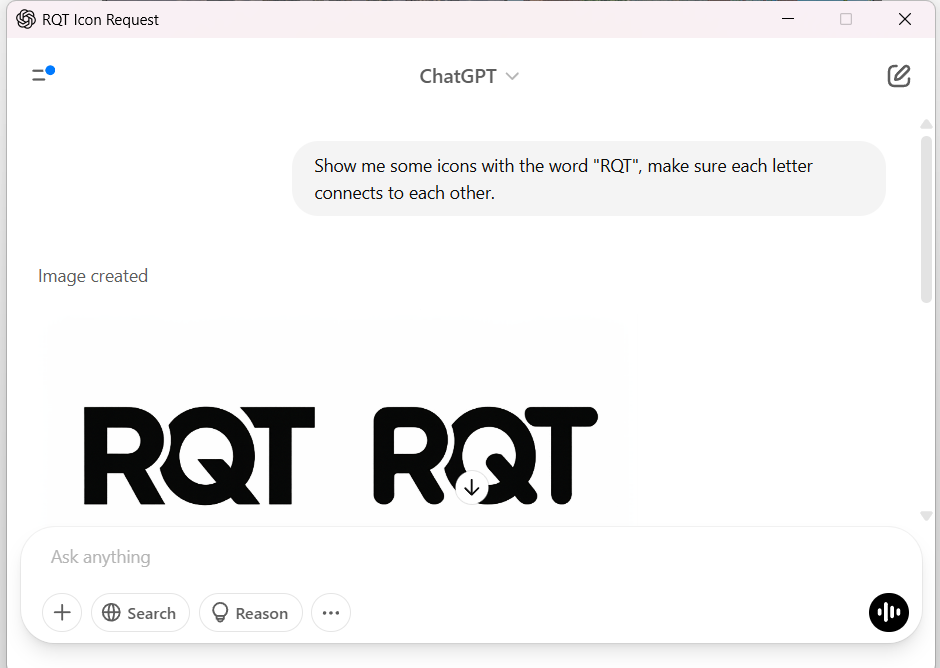 RQT Icon Request
ChatGPT
Show me some icons with the word "RQT", make sure each letter
connects to each other.
Image created
RQT RQT
Ask anything
Search Reason